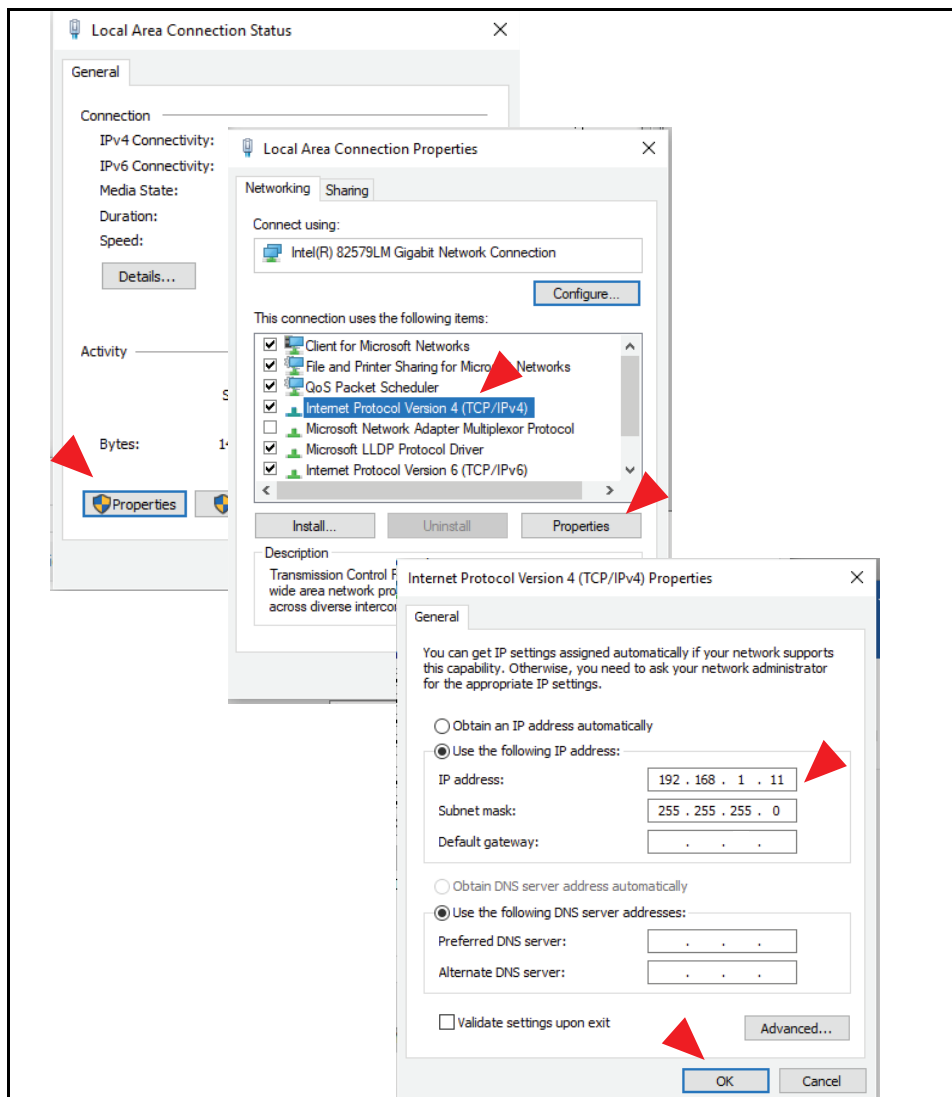 Local Area Connection Status
General
Connection
IPv4 Connectivity:
IPv6 Connectivity:
Media State:
Duration:
Speed:
Details...
Activity
S
Bytes: 14
Properties
Local Area Connection Properties
Networking Sharing
Connect using:
Intel(R) 82579LM Gigabit Network Connection
Configure...
This connection uses the following items:
Client for Microsoft Networks
File and Printer Sharing for Microsoft Networks
QoS Packet Scheduler
Internet Protocol Version 4 (TCP/IPv4)
Microsoft Network Adapter Multiplexor Protocol
Microsoft LLDP Protocol Driver
Internet Protocol Version 6 (TCP/IPv6)
Install... Uninstall Properties
Description
Transmission Control
wide area network
across diverse
Internet Protocol Version 4 (TCP/IPv4) Properties
General
You can get IP settings assigned automatically if your network supports
this capability. Otherwise, you need to ask your network administrator
for the appropriate IP settings.
Obtain an IP address automatically
Use the following IP address:
IP address: 192 . 168 . 1 . 11
Subnet mask: 255 . 255 . 255 . 0
Default gateway: . . .
Obtain DNS server address automatically
Use the following DNS server addresses:
Preferred DNS server: . . .
Alternate DNS server: . . .
Validate settings upon exit
Advanced...
OK Cancel